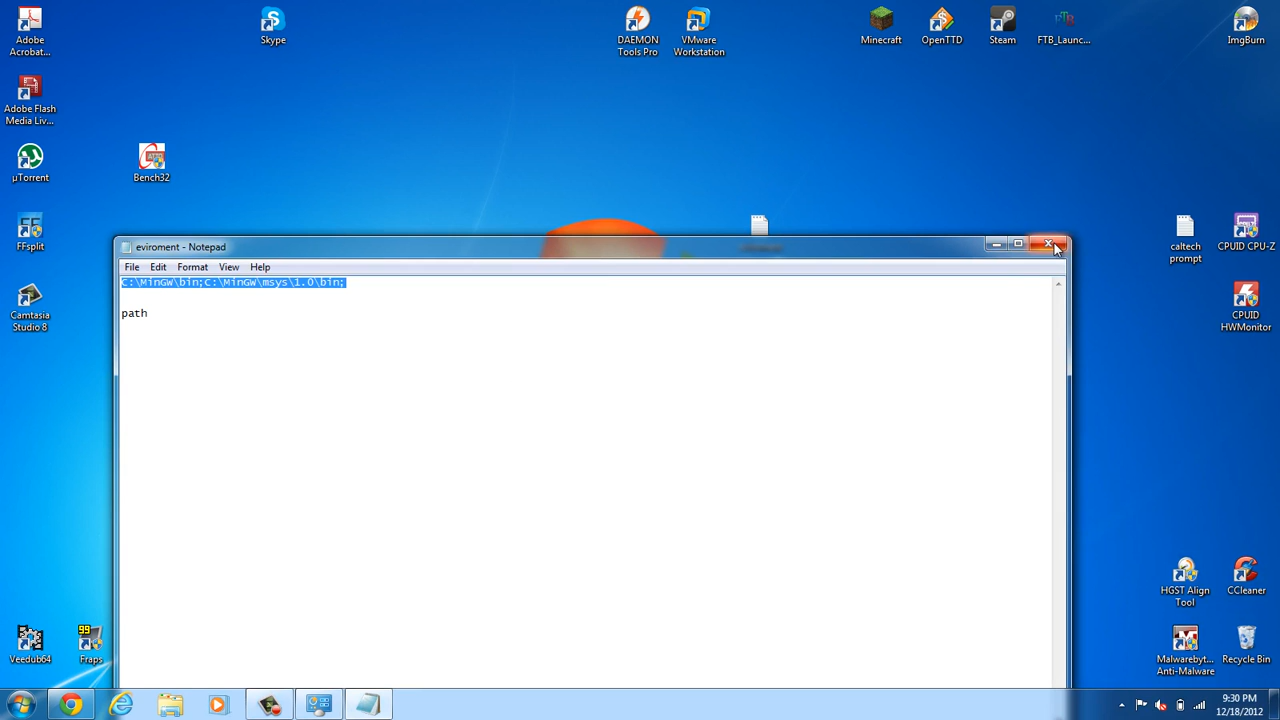 Adobe
Acrobat...
Skype
DAEMON
Tools Pro
VMware
Workstation
Minecraft
OpenTTD
Steam
FTB_Launc...
ImgBurn
Adobe Flash
Media Liv...
µTorrent
Bench32
FFsplit
caltech
prompt
CPUID CPU-Z
Camtasia
Studio 8
CPUID
HWMonitor
eviroment - Notepad
File Edit Format View Help
C:\MinGW\bin;C:\MinGW\msys\1.0\bin;
path
HGST Align
Tool
CCleaner
Veedub64
99
Fraps
Malwareby...
Anti-Malware
Recycle Bin
9:30 PM
12/18/2012